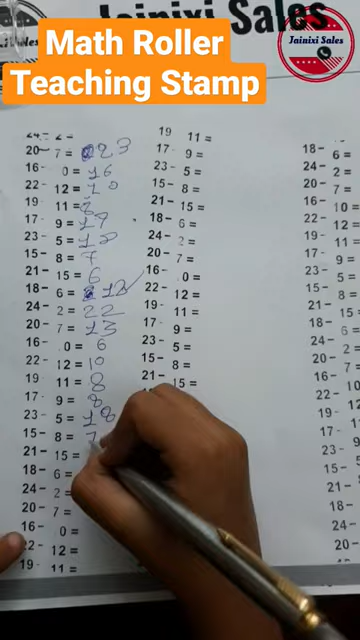 Jainixi Sales
Jainixi Sales
Math Roller
Teaching Stamp
24- 2=
20- 7= 23
16- 0= 16
22- 12= 10
19- 11= 8
17- 9= 19
23- 5= 18
15- 8= 7
21- 15= 6
18- 6= 12
24- 2= 22
20- 7= 13
16- 0= 6
22- 12= 10
19- 11= 8
17- 9= 8
23- 5= 18
15- 8= 7
21- 15=
18- 6=
24- 2=
20- 7=
16- 0=
22- 12=
19- 11=
19 11=
17- 9=
23- 5=
15- 8=
21- 15=
18- 6=
24- 2=
20- 7=
16- 0=
22- 12=
19- 11=
17- 9=
23- 5=
15- 8=
21- 15=
18- 6=
24- 2=
20- 7=
16- 10=
22- 12=
19- 11=
17- 9=
23- 5=
15- 8=
21- 15
18- 6=
20- 2=
16- 7=
22- 10
19- 12
17- 11
23- 9
15- 5
21- 8=
18-
24-
20-